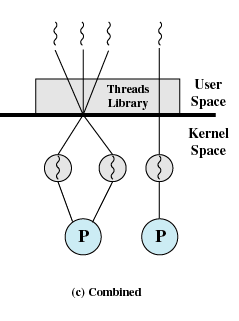 Threads
Library
User
Space
Kernel
Space
P
P
(c) Combined